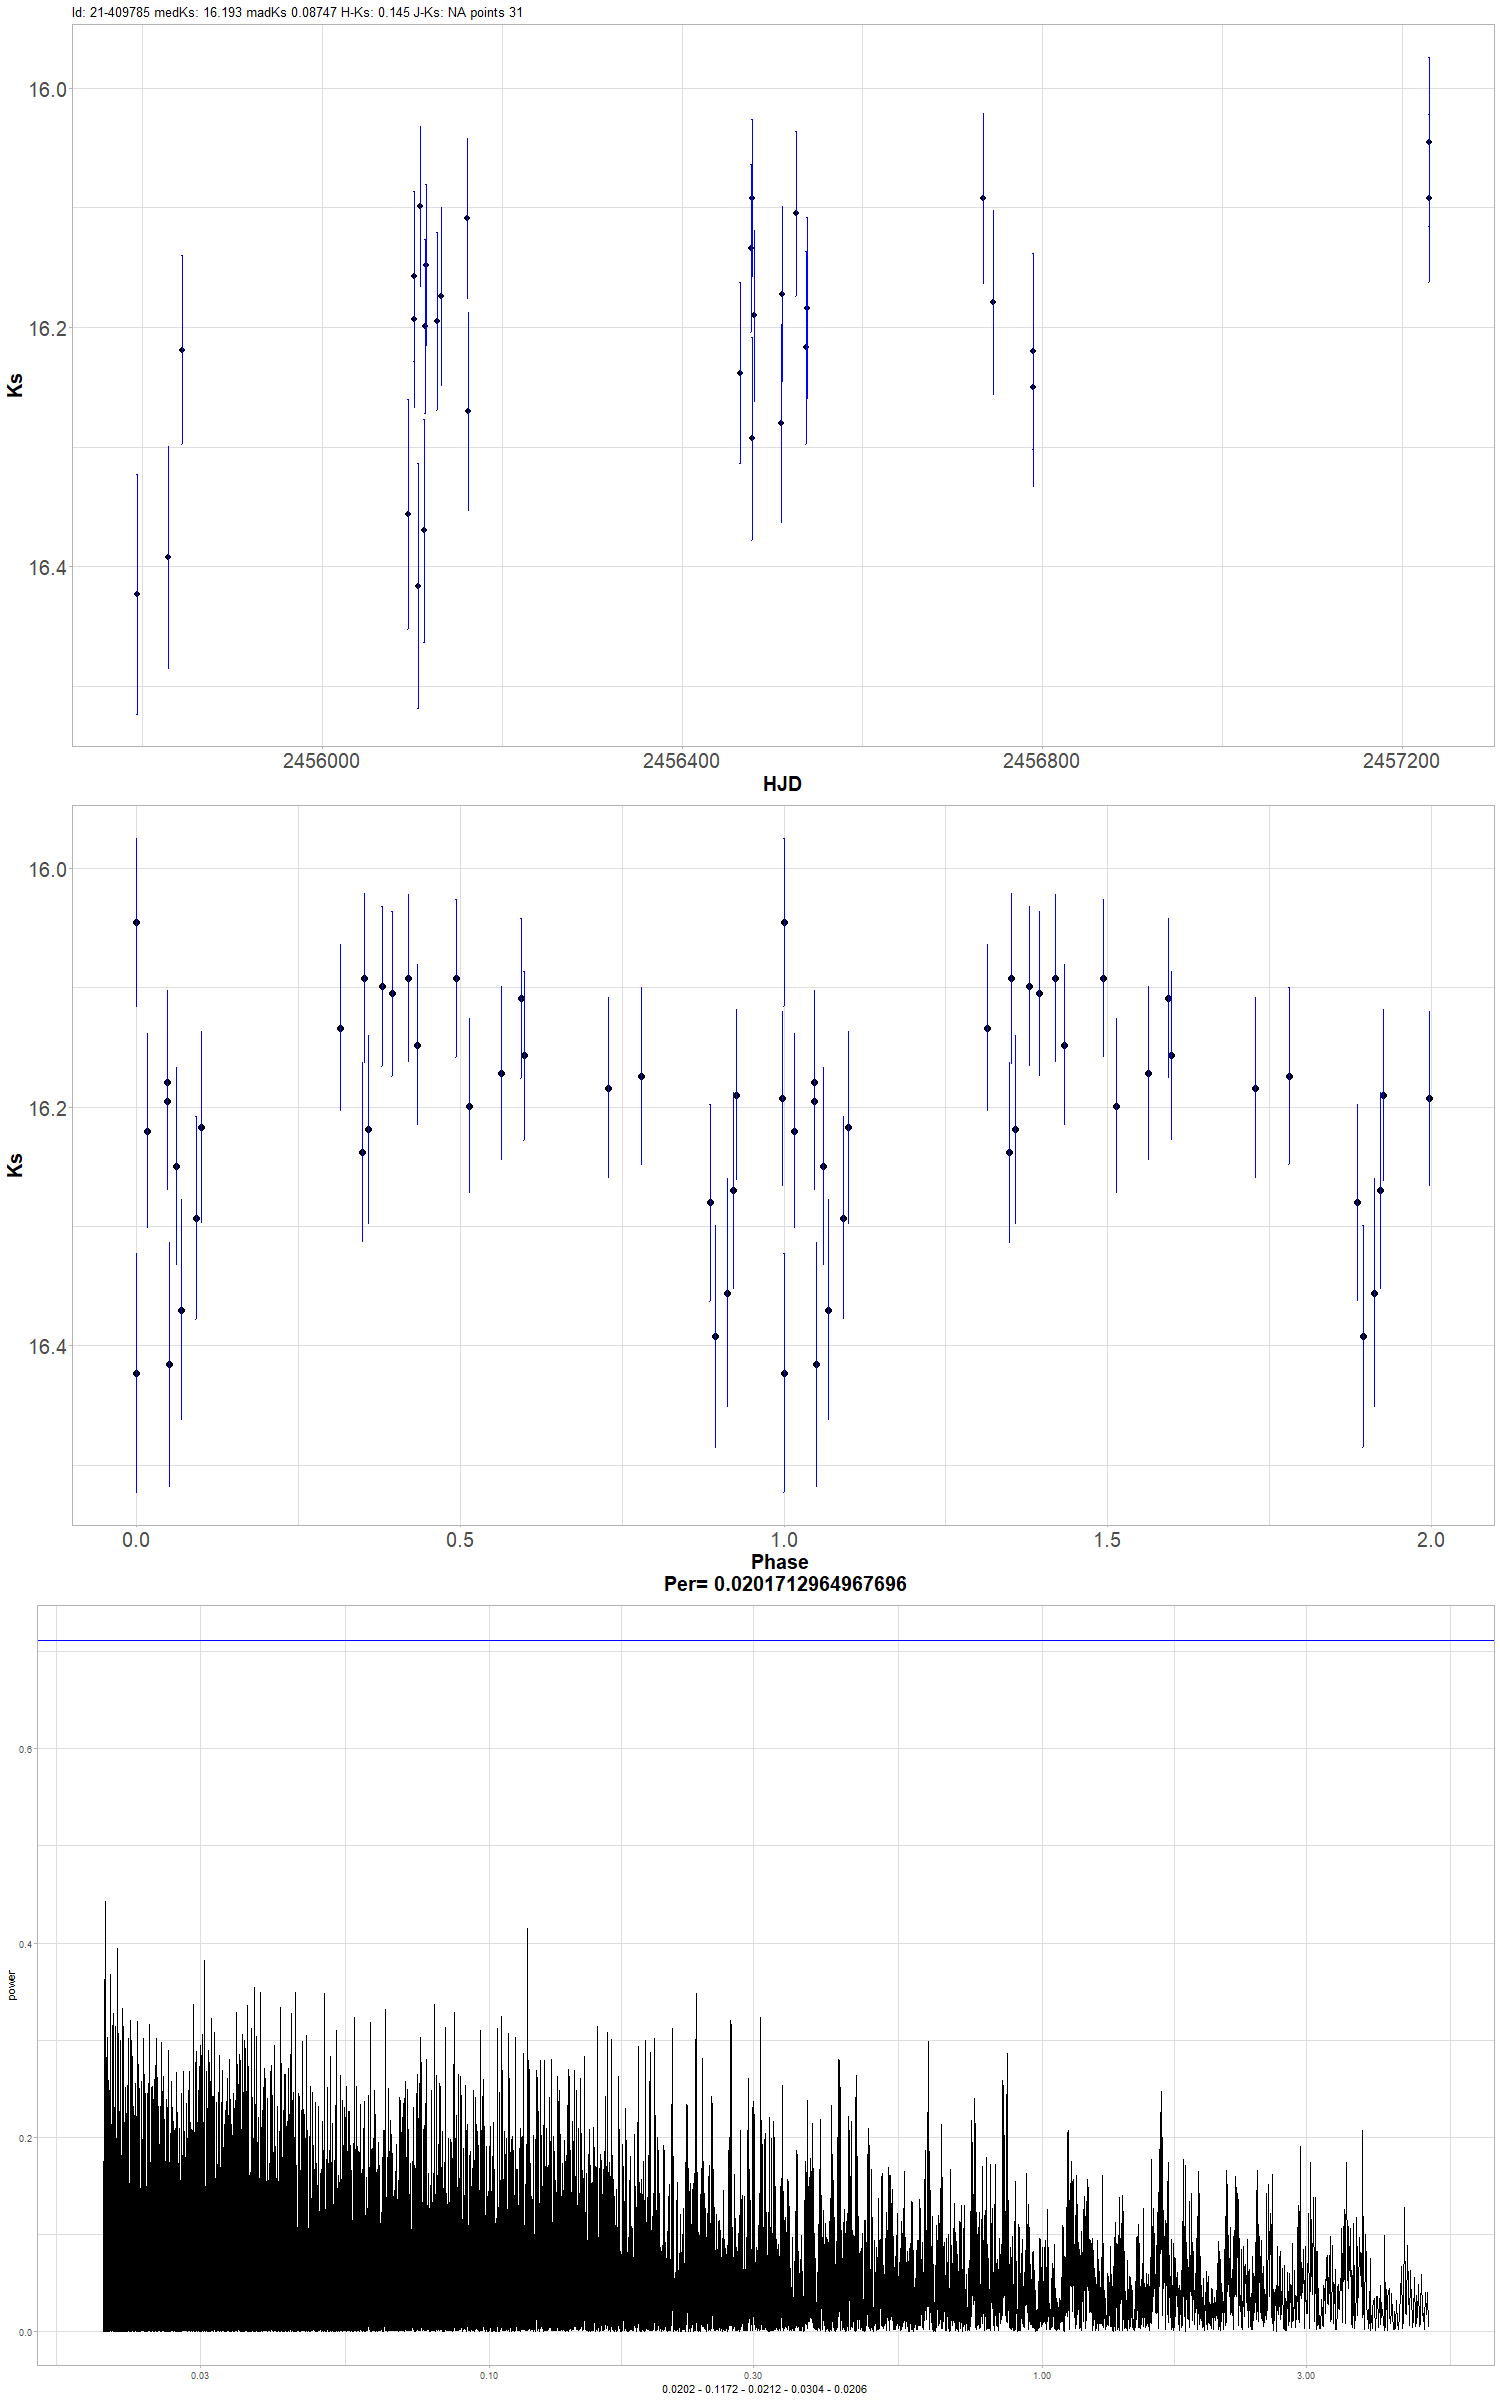 Id: 21-409785 medKs: 16.193 madKs 0.08747 H-Ks: 0.145 J-Ks: NA points 31
16.0
16.2
16.4
Ks
2456000 2456400 2456800 2457200
HJD
16.0
16.2
16.4
Ks
0.0 0.5 1.0 1.5 2.0
Phase
Per= 0.0201712964967696
0.6
0.4
0.2
0.0
power
0.03 0.10 0.30 1.00 3.00
0.0202 - 0.1172 - 0.0212 - 0.0304 - 0.0206